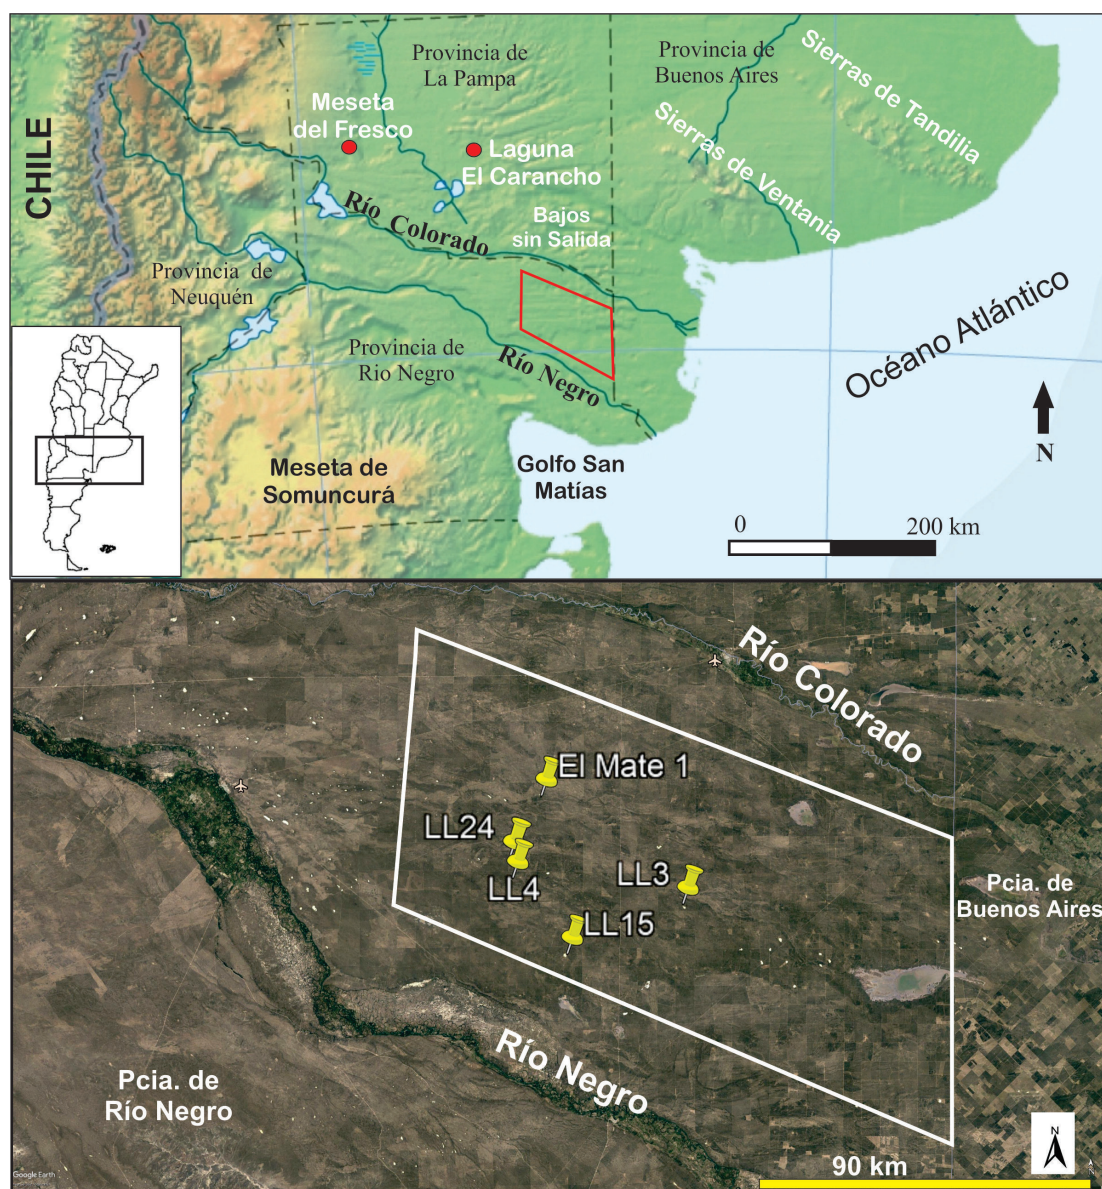 Provincia de
La Pampa
Provincia de
Buenos Aires
Sierras de Tandilia
CHILE
Meseta
del Fresco
Laguna
El Carancho
Sierras de Ventania
Río Colorado
Bajos
sin Salida
Provincia de
Neuquén
Océano Atlántico
Provincia de
Rio Negro
Río Negro
N
Meseta de
Somuncurá
Golfo San
Matías
0 200 km
Río Colorado
El Mate 1
LL24
LL4
LL3
LL15
Pcia. de
Buenos Aires
Río Negro
Pcia. de
Río Negro
N
90 km
Google Earth